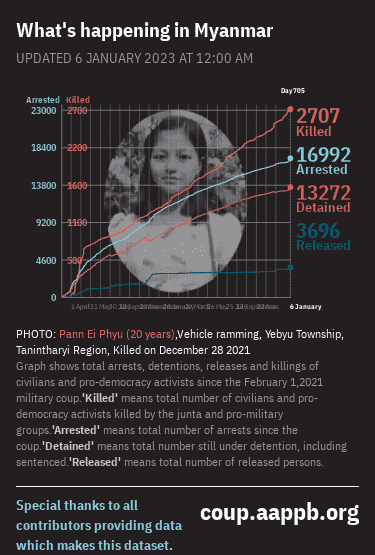 What's happening in Myanmar
UPDATED 6 JANUARY 2023 AT 12:00 AM
Day705
Arrested Killed
23000 2700
2707
Killed
18400 2200
16992
Arrested
13800 1600
13272
Detained
9200 1100
3696
Released
4600 500
0
6 January
PHOTO: Pann Ei Phyu (20 years),Vehicle ramming, Yebyu Township,
Tanintharyi Region, Killed on December 28 2021
Graph shows total arrests, detentions, releases and killings of
civilians and pro-democracy activists since the February 1,2021
military coup.'Killed' means total number of civilians and pro-
democracy activists killed by the junta and pro-military
groups.'Arrested' means total number of arrests since the
coup.'Detained' means total number still under detention, including
sentenced.'Released' means total number of released persons.
Special thanks to all
contributors providing data
which makes this dataset.
coup.aappb.org